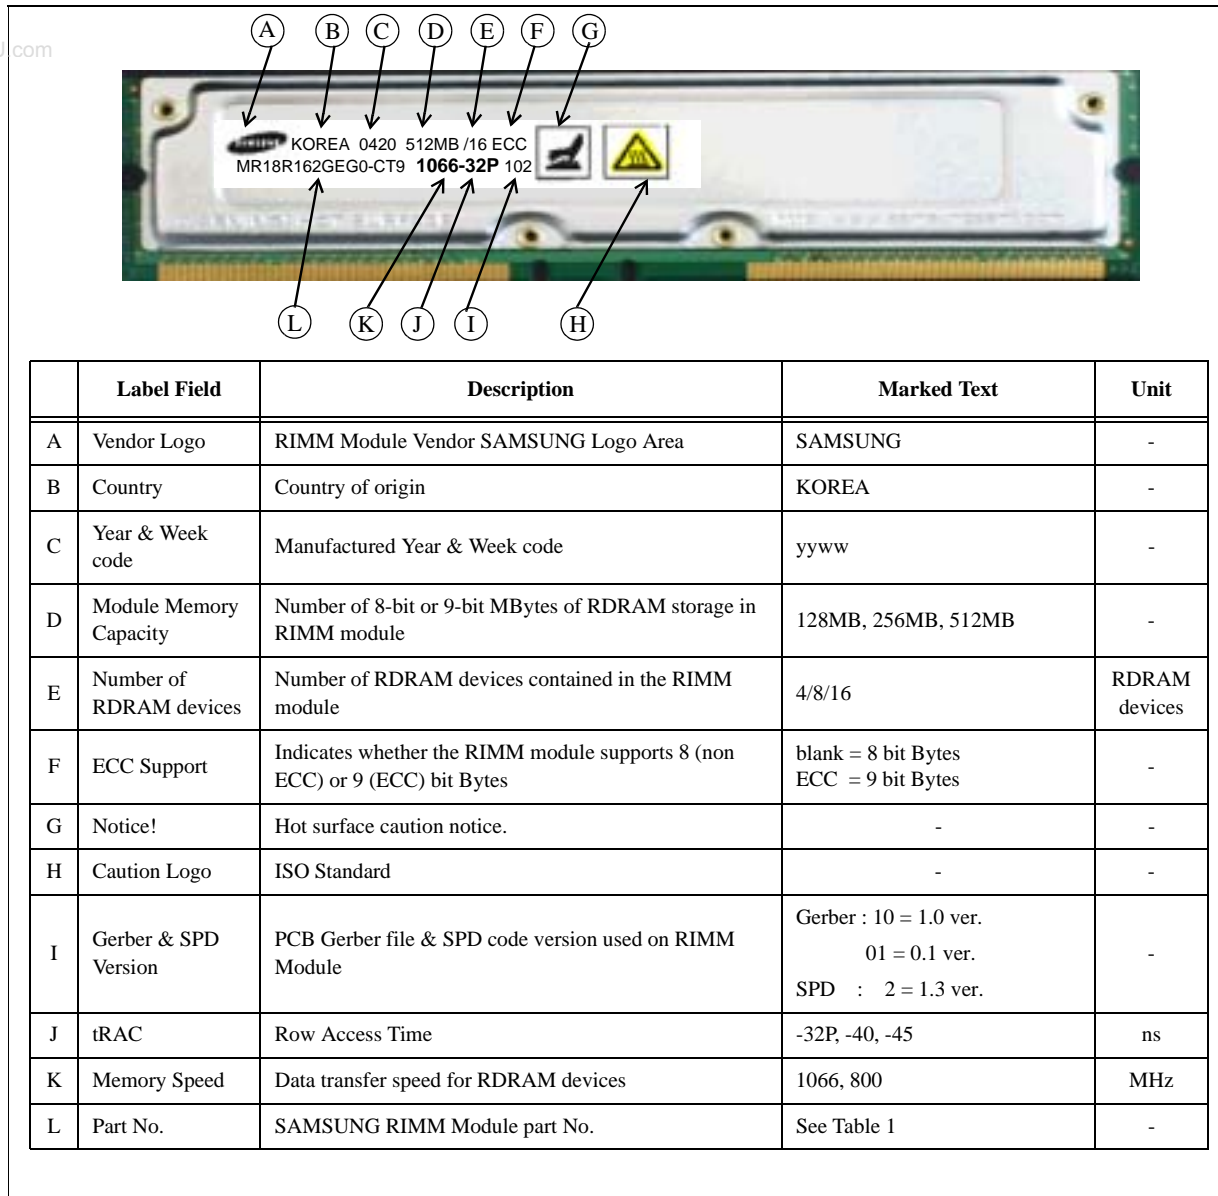 A B C D E F G
J.com
SAMSUNG KOREA 0420 512MB /16 ECC
MR18R162GEG0-CT9 1066-32P 102
L K J I H
Label Field Description Marked Text Unit
A Vendor Logo RIMM Module Vendor SAMSUNG Logo Area SAMSUNG -
B Country Country of origin KOREA -
C Year & Week code Manufactured Year & Week code yyww -
D Module Memory Capacity Number of 8-bit or 9-bit MBytes of RDRAM storage in RIMM module 128MB, 256MB, 512MB -
E Number of RDRAM devices Number of RDRAM devices contained in the RIMM module 4/8/16 RDRAM devices
F ECC Support Indicates whether the RIMM module supports 8 (non ECC) or 9 (ECC) bit Bytes blank = 8 bit Bytes ECC = 9 bit Bytes -
G Notice! Hot surface caution notice. - -
H Caution Logo ISO Standard - -
I Gerber & SPD Version PCB Gerber file & SPD code version used on RIMM Module Gerber : 10 = 1.0 ver. 01 = 0.1 ver. SPD : 2 = 1.3 ver. -
J tRAC Row Access Time -32P, -40, -45 ns
K Memory Speed Data transfer speed for RDRAM devices 1066, 800 MHz
L Part No. SAMSUNG RIMM Module part No. See Table 1 -